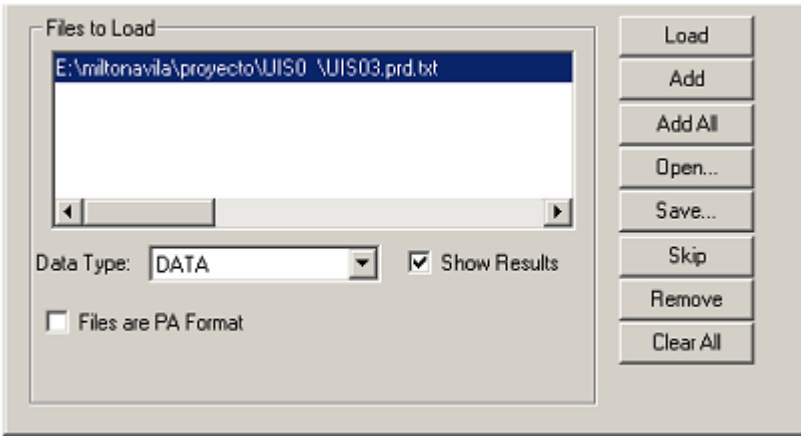 Files to Load
E:\miltonavila\proyecto\UIS0  \UIS03.prd.txt
Data Type: DATA
Show Results
Files are PA Format
Load
Add
Add All
Open...
Save...
Skip
Remove
Clear All